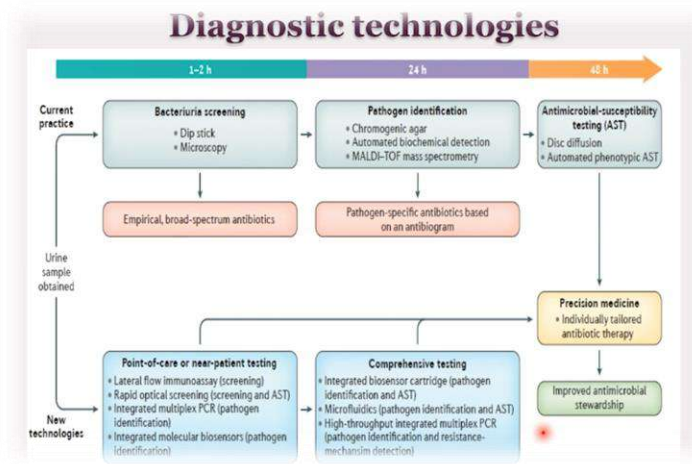 Diagnostic technologies
1–2 h
24 h
48 h
Current
practice
Bacteriuria screening
• Dip stick
• Microscopy
Pathogen identification
• Chromogenic agar
• Automated biochemical detection
• MALDI–TOF mass spectrometry
Antimicrobial-susceptibility
testing (AST)
• Disc diffusion
• Automated phenotypic AST
Empirical, broad-spectrum antibiotics
Pathogen-specific antibiotics based
on an antibiogram
Urine
sample
obtained
Precision medicine
• Individually tailored
antibiotic therapy
Point-of-care or near-patient testing
• Lateral flow immunoassay (screening)
• Rapid optical screening (screening and AST)
• Integrated multiplex PCR (pathogen
identification)
• Integrated molecular biosensors (pathogen
identification)
Comprehensive testing
• Integrated biosensor cartridge (pathogen
identification and AST)
• Microfluidics (pathogen identification and AST)
• High-throughput integrated multiplex PCR
(pathogen identification and resistance-
mechansim detection)
Improved antimicrobial
stewardship
New
technologies